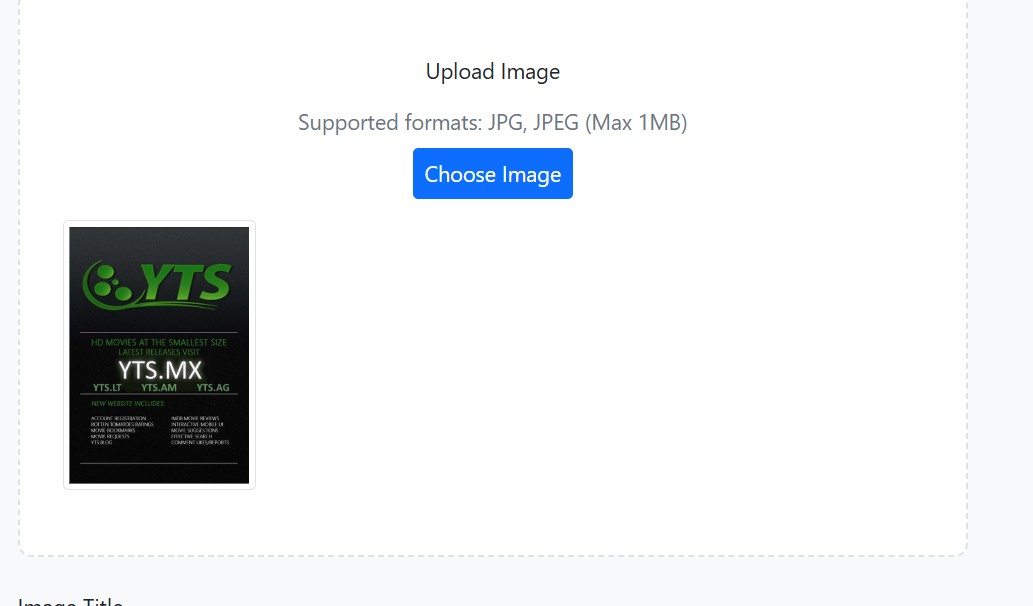 Upload Image
Supported formats: JPG, JPEG (Max 1MB)
Choose Image
YTS
HD MOVIES AT THE SMALLEST SIZE
LATEST RELEASES VISIT
YTS.MX
YTS.LT YTS.AM YTS.AG
NEW WEBSITE INCLUDES:
ACCOUNT REGISTRATION
ROTTEN TOMATOES RATINGS
MOVIE BOOKMARKS
MOVIE REQUESTS
YTS BLOG
IMDB MOVIE REVIEWS
INTERACTIVE MOBILE UI
MOVIE SUGGESTIONS
EFFECTIVE SEARCH
COMMENT LIKES/REPORTS
Image Title